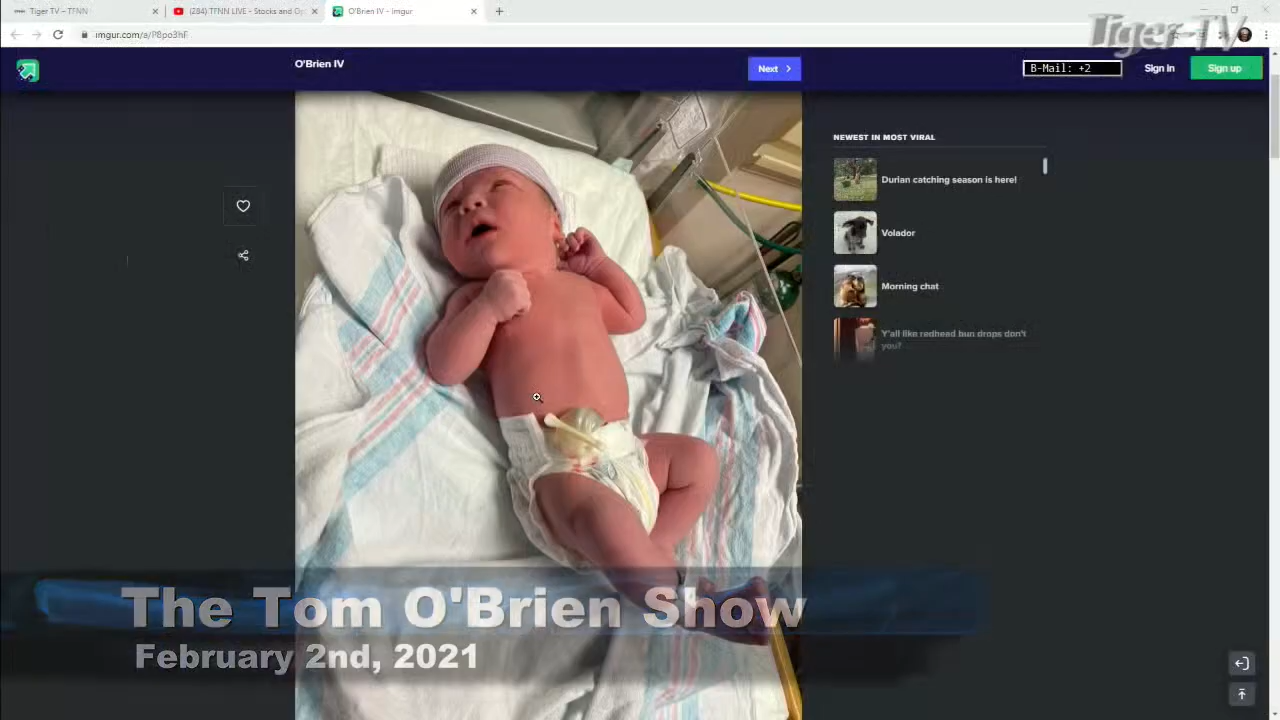 Tiger TV – TFNN
(284) TFNN LIVE - Stocks and Op
O'Brien IV - Imgur
imgur.com/a/P8po3hF
Tiger-TV
O'Brien IV
Next
B-Mail: +2
Sign in
Sign up
NEWEST IN MOST VIRAL
Durian catching season is here!
Volador
Morning chat
Y'all like redhead bun drops don't
you?
The Tom O'Brien Show
February 2nd, 2021